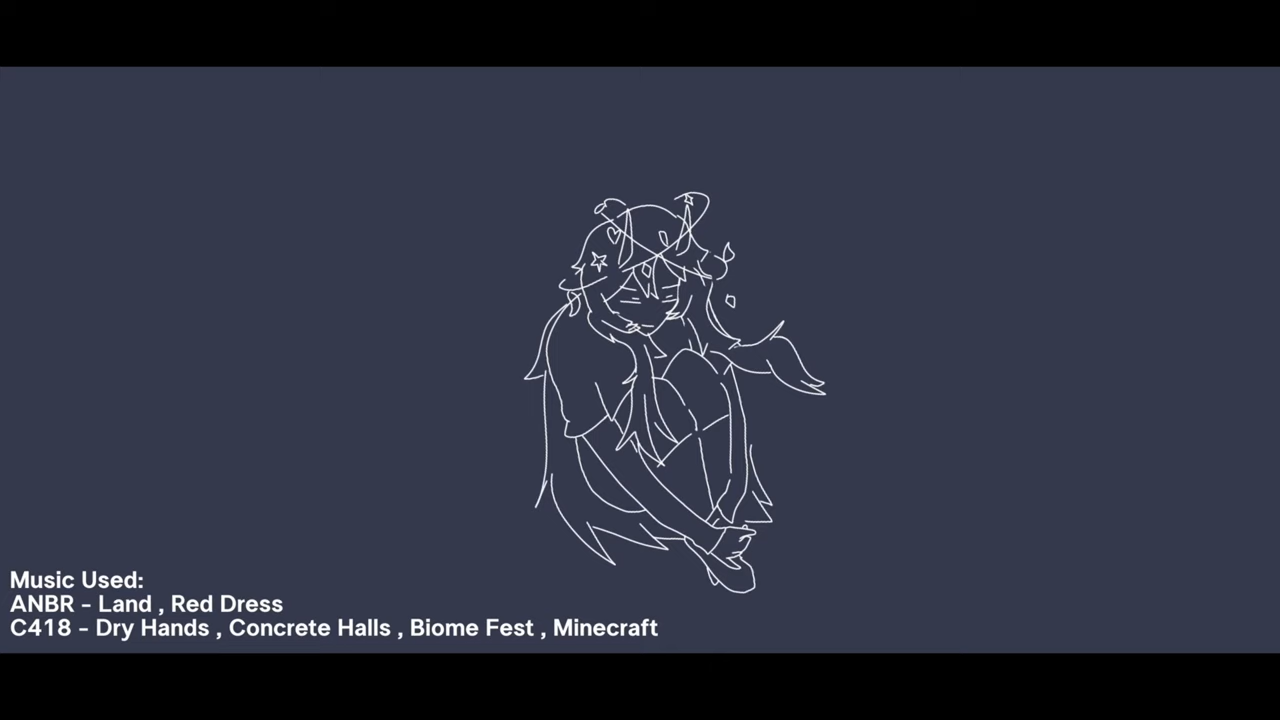 Music Used:
ANBR - Land , Red Dress
C418 - Dry Hands , Concrete Halls , Biome Fest , Minecraft